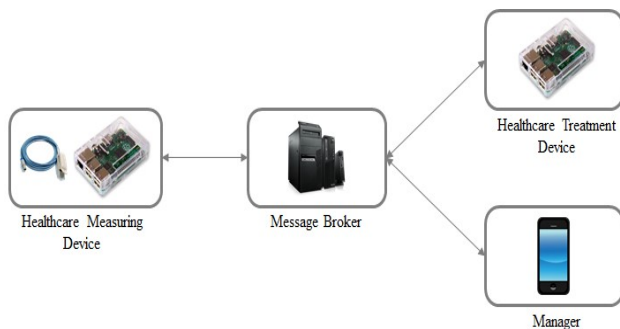 Healthcare Treatment
Device
Healthcare Measuring
Device
Message Broker
Manager